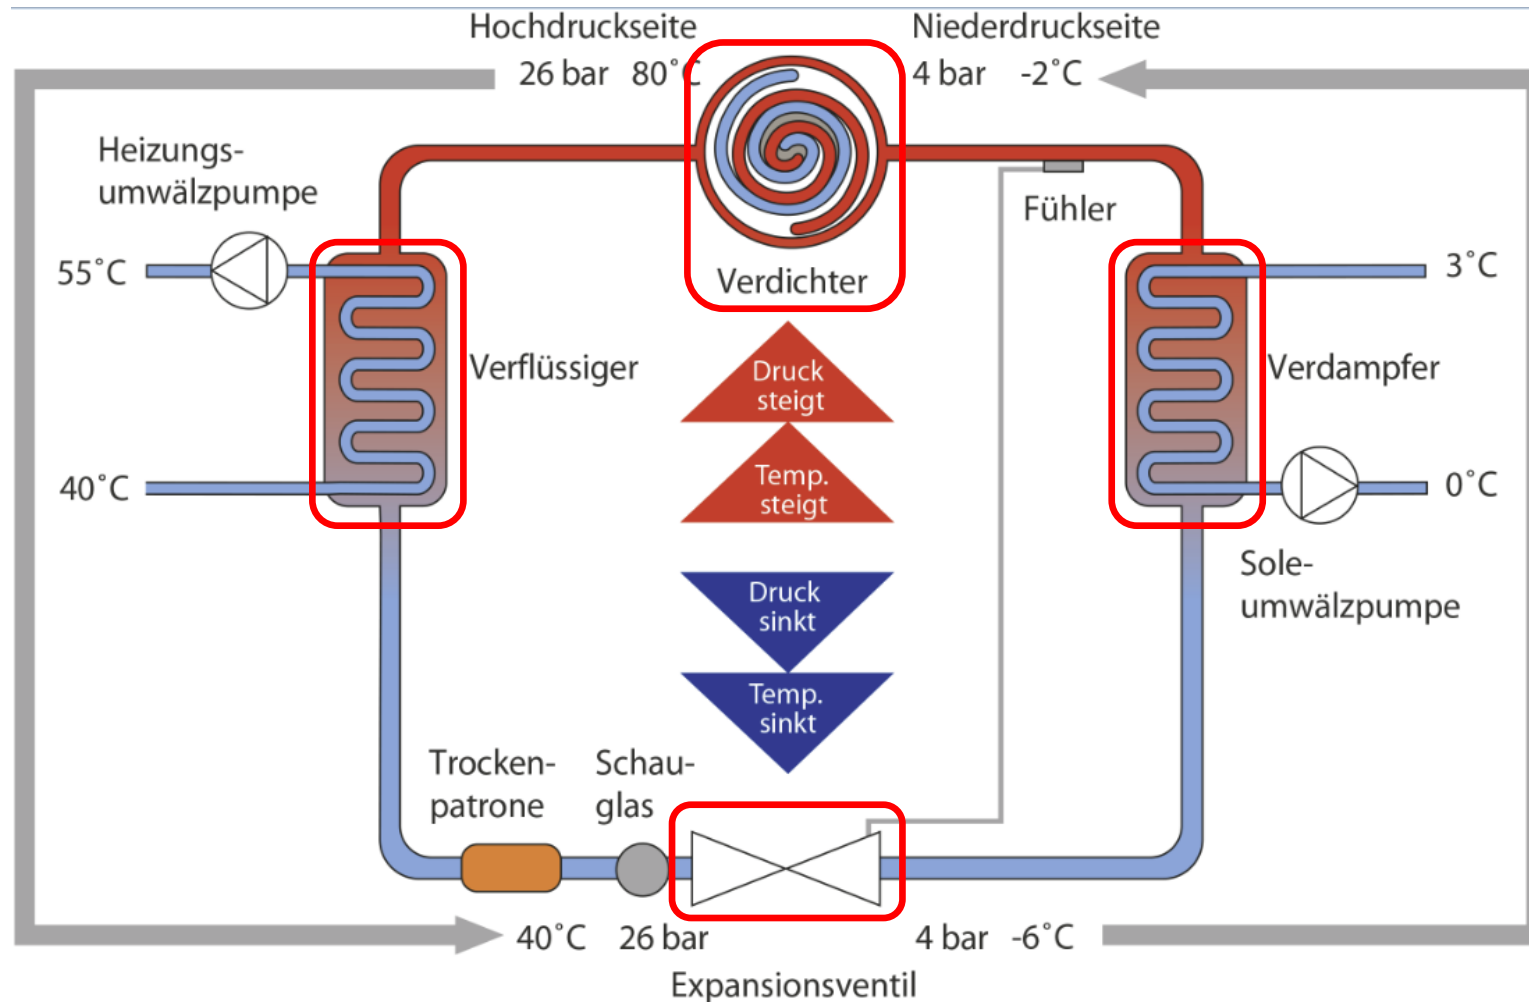 Hochdruckseite
26 bar 80°C
Niederdruckseite
4 bar -2°C
Heizungs-
umwälzpumpe
Fühler
55°C
Verdichter
3°C
Verflüssiger
Druck
steigt
Verdampfer
40°C
Temp.
steigt
0°C
Sole-
umwälzpumpe
Druck
sinkt
Temp.
sinkt
Trocken-
patrone
Schau-
glas
40°C 26 bar
4 bar -6°C
Expansionsventil